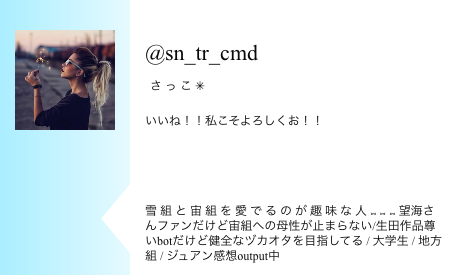 @sn_tr_cmd
さ っ こ ✳︎
いいね！！私こそよろしくお！！
雪 組 と 宙 組 を 愛 で る の が 趣 味 な 人 … … … 望海さ
んファンだけど宙組への母性が止まらない/生田作品尊
いbotだけど健全なヅカオタを目指してる / 大学生 / 地方
組 / ジュアン感想output中